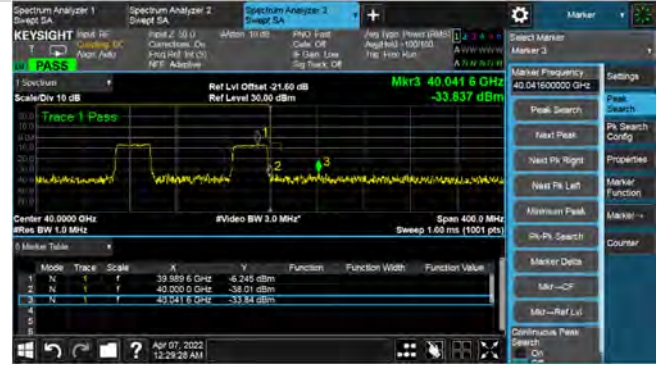 Spectrum Analyzer 1 Swept SA
Spectrum Analyzer 2 Swept SA
Spectrum Analyzer 3 Swept SA
+
Marker
KEYSIGHT Input: RF
Coupling: DC
Align: Auto
Input Z: 50 Ω
Corrections: On
Freq Ref: Int (S)
NFE: Adaptive
Atten: 10 dB
PNO: Fast
Gate: Off
IF Gain: Low
Sig Track: Off
Avg Type: Power (RMS)
Avg|Hold: >100/100
Trig: Free Run
PASS
Select Marker
Marker 3
Marker Frequency
40.041600000 GHz
Settings
Peak Search
Pk Search Config
Properties
Marker Function
Marker→
Counter
Peak Search
Next Peak
Next Pk Right
Next Pk Left
Minimum Peak
Pk-Pk Search
Marker Delta
Mkr→CF
Mkr→Ref Lvl
Continuous Peak Search
On
Off
1 Spectrum
Scale/Div 10 dB
Ref Lvl Offset -21.60 dB
Ref Level 30.00 dBm
Mkr3 40.041 6 GHz
-33.837 dBm
Trace 1 Pass
1
2
3
Center 40.0000 GHz
#Res BW 1.0 MHz
#Video BW 3.0 MHz*
Span 400.0 MHz
Sweep 1.60 ms (1001 pts)
Mode Trace Scale X Y Function Function Width Function Value
1 N 1 f 39.989 6 GHz -6.245 dBm
2 N 1 f 40.000 0 GHz -38.01 dBm
3 N 1 f 40.041 6 GHz -33.84 dBm
4
5
6
?
Apr 07, 2022
12:29:28 AM